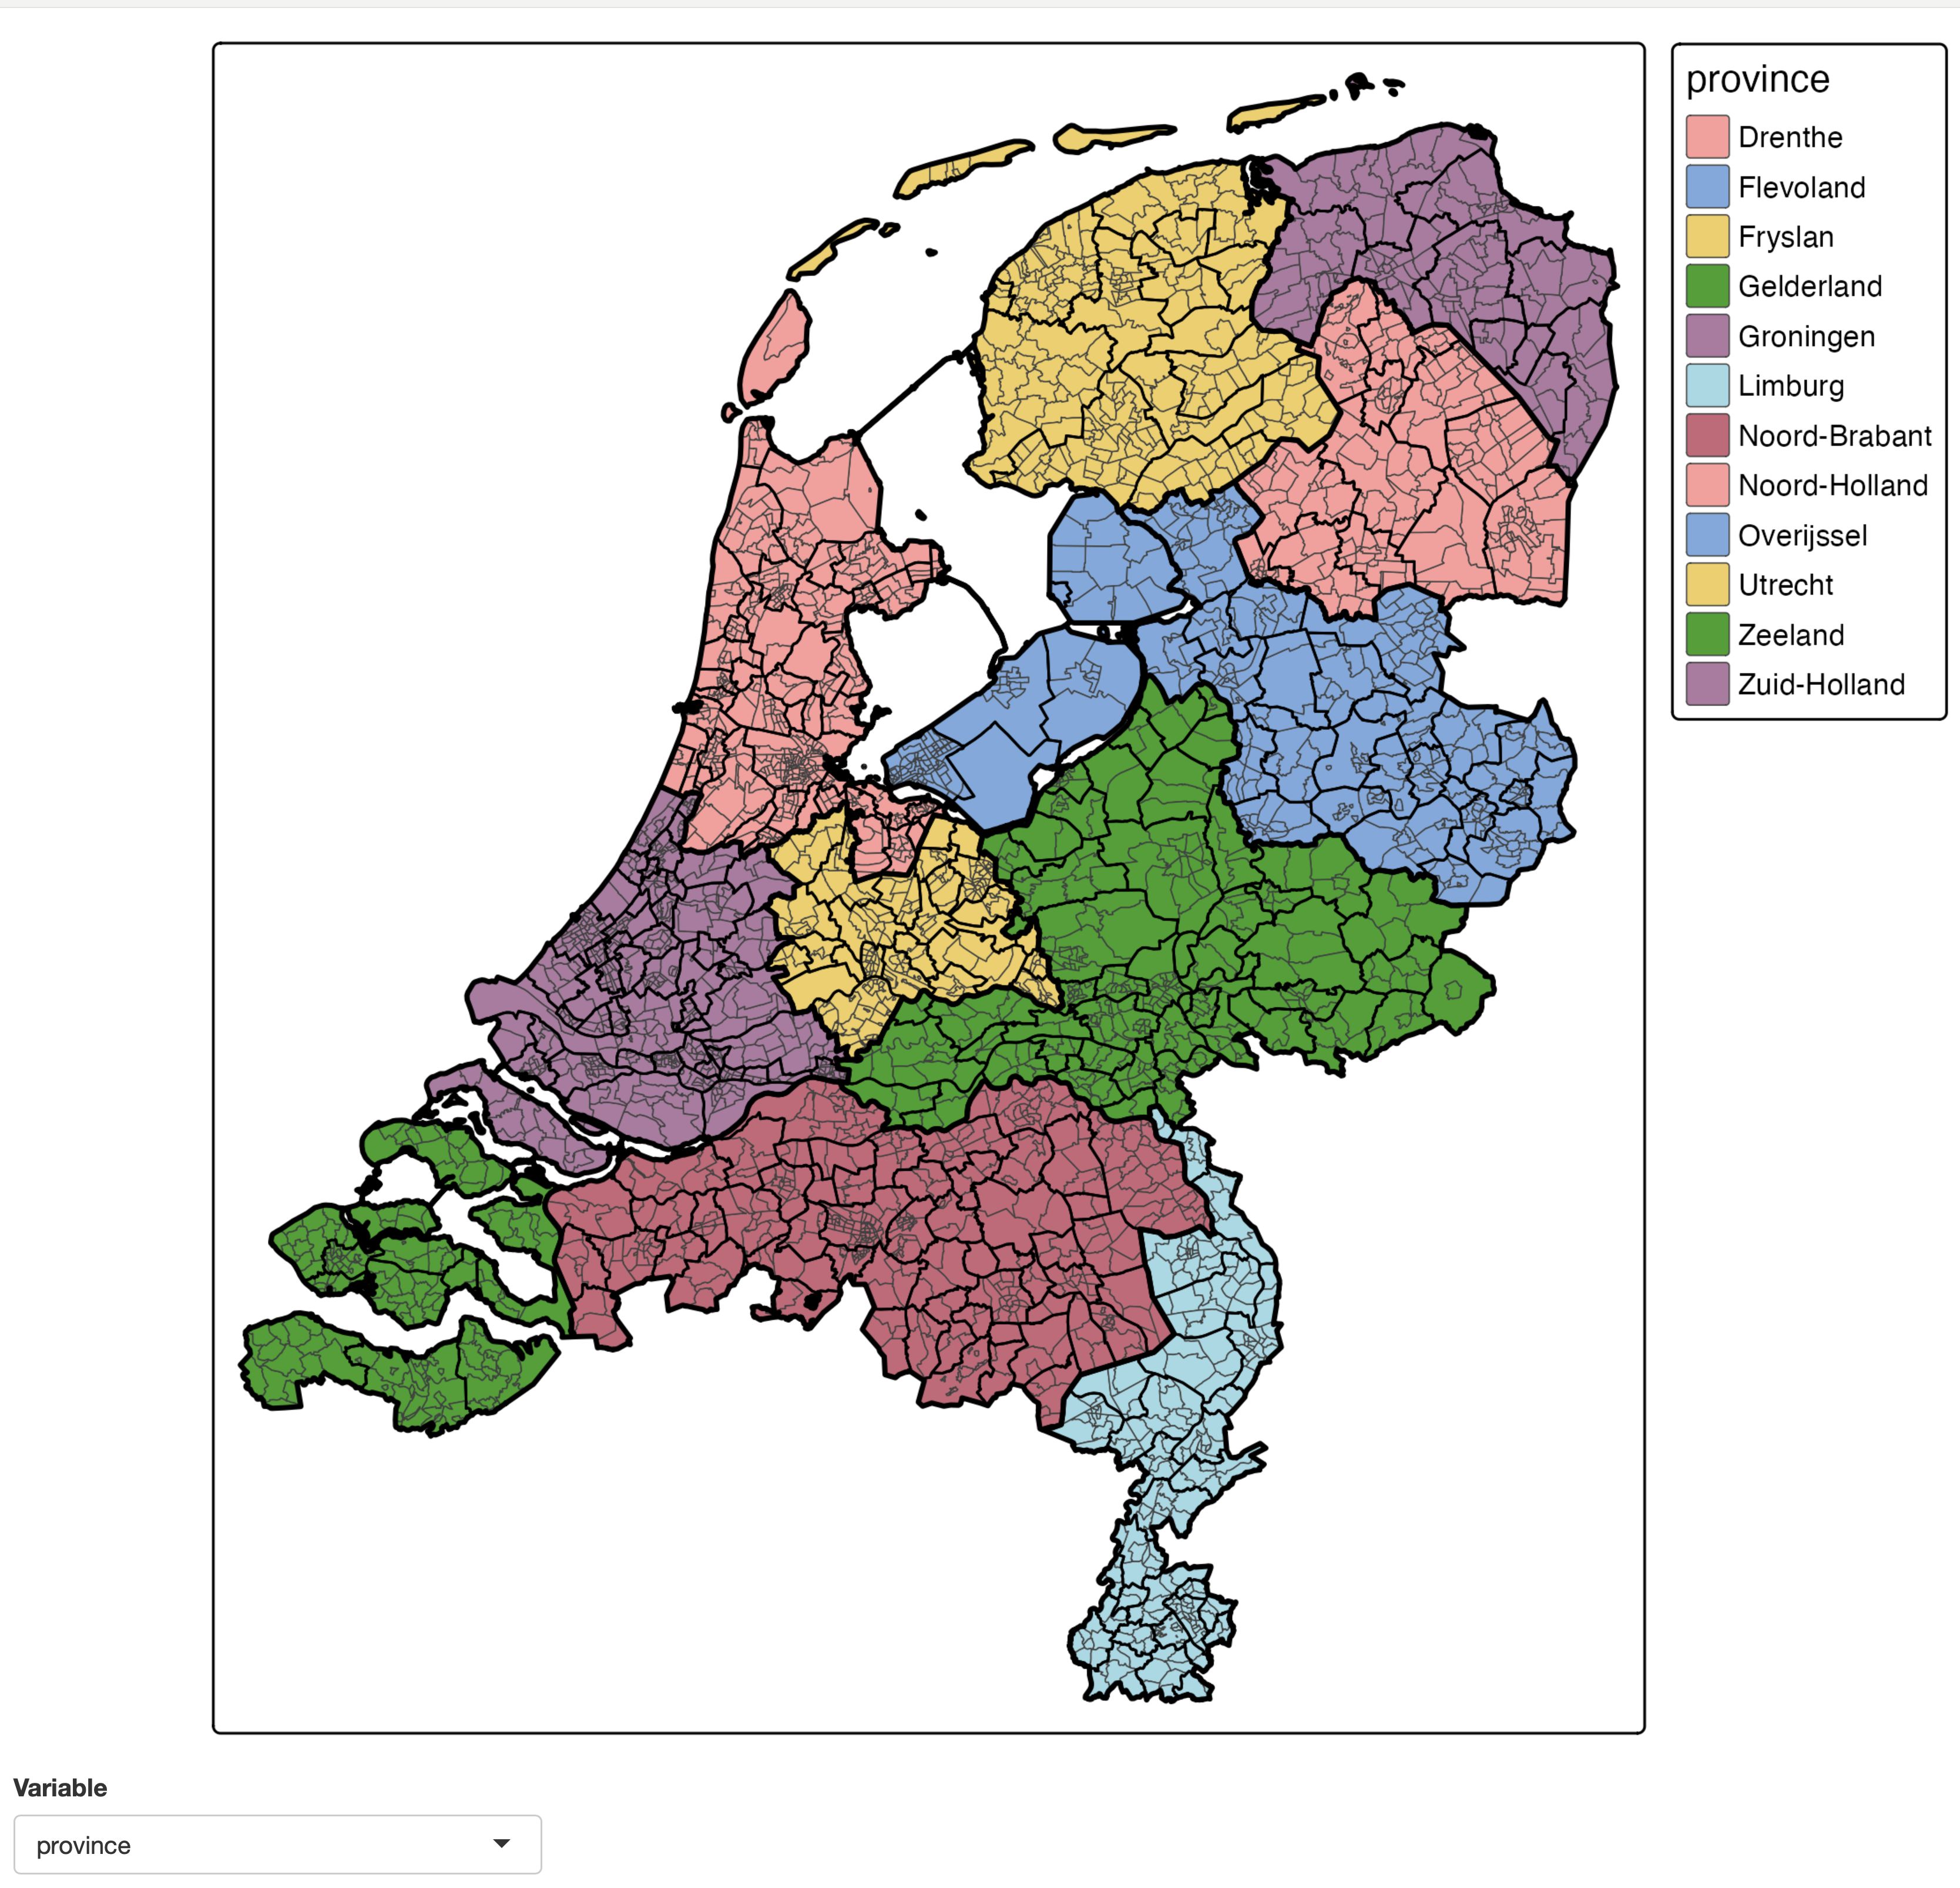 province
Drenthe
Flevoland
Fryslan
Gelderland
Groningen
Limburg
Noord-Brabant
Noord-Holland
Overijssel
Utrecht
Zeeland
Zuid-Holland
Variable
province